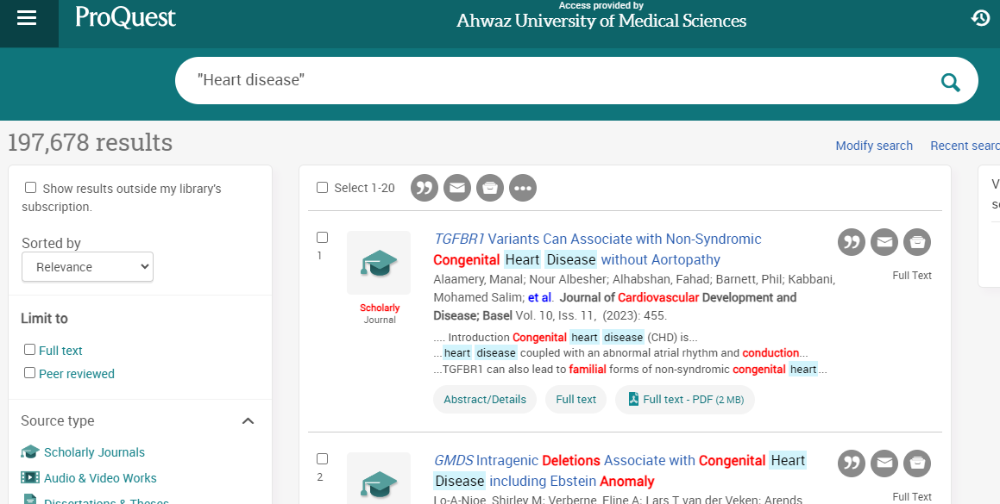 Access provided by
ProQuest
Ahwaz University of Medical Sciences
"Heart disease"
197,678 results
Modify search
Recent searc
Show results outside my library's
subscription.
Sorted by
Relevance
Limit to
Full text
Peer reviewed
Source type
Scholarly Journals
Audio & Video Works
Dissertations & Theses
Select 1-20
1
Scholarly
Journal
TGFBR1 Variants Can Associate with Non-Syndromic
Congenital Heart Disease without Aortopathy
Alaamery, Manal; Nour Albesher; Alhabshan, Fahad; Barnett, Phil; Kabbani,
Mohamed Salim; et al. Journal of Cardiovascular Development and
Disease; Basel Vol. 10, Iss. 11, (2023): 455.
.... Introduction Congenital heart disease (CHD) is...
...heart disease coupled with an abnormal atrial rhythm and conduction...
...TGFBR1 can also lead to familial forms of non-syndromic congenital heart...
Abstract/Details
Full text
Full text - PDF (2 MB)
Full Text
2
GMDS Intragenic Deletions Associate with Congenital Heart
Disease including Ebstein Anomaly
Lo-A-Njoe, Shirley M; Verberne, Eline A; Lars T van der Veken; Arends
Full Text
V
s